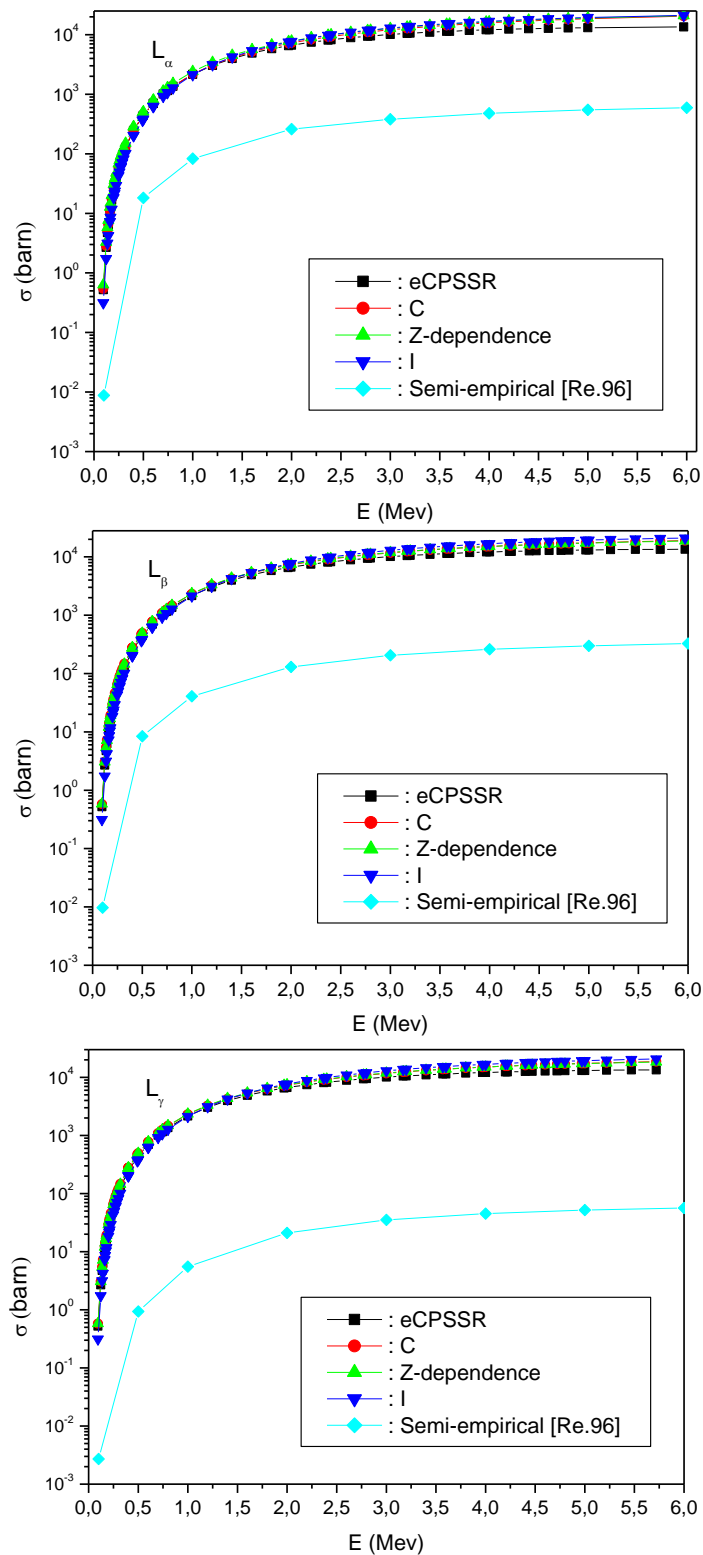 L_α
σ (barn)
10^4
10^3
10^2
10^1
10^0
10^-1
10^-2
10^-3
: eCPSSR
: C
: Z-dependence
: I
: Semi-empirical [Re.96]
0,0 0,5 1,0 1,5 2,0 2,5 3,0 3,5 4,0 4,5 5,0 5,5 6,0
E (Mev)
L_β
σ (barn)
10^4
10^3
10^2
10^1
10^0
10^-1
10^-2
10^-3
: eCPSSR
: C
: Z-dependence
: I
: Semi-empirical [Re.96]
0,0 0,5 1,0 1,5 2,0 2,5 3,0 3,5 4,0 4,5 5,0 5,5 6,0
E (Mev)
L_γ
σ (barn)
10^4
10^3
10^2
10^1
10^0
10^-1
10^-2
10^-3
: eCPSSR
: C
: Z-dependence
: I
: Semi-empirical [Re.96]
0,0 0,5 1,0 1,5 2,0 2,5 3,0 3,5 4,0 4,5 5,0 5,5 6,0
E (Mev)